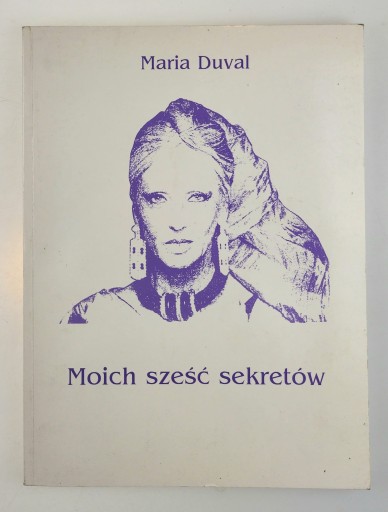 Maria Duval
Moich sześć sekretów